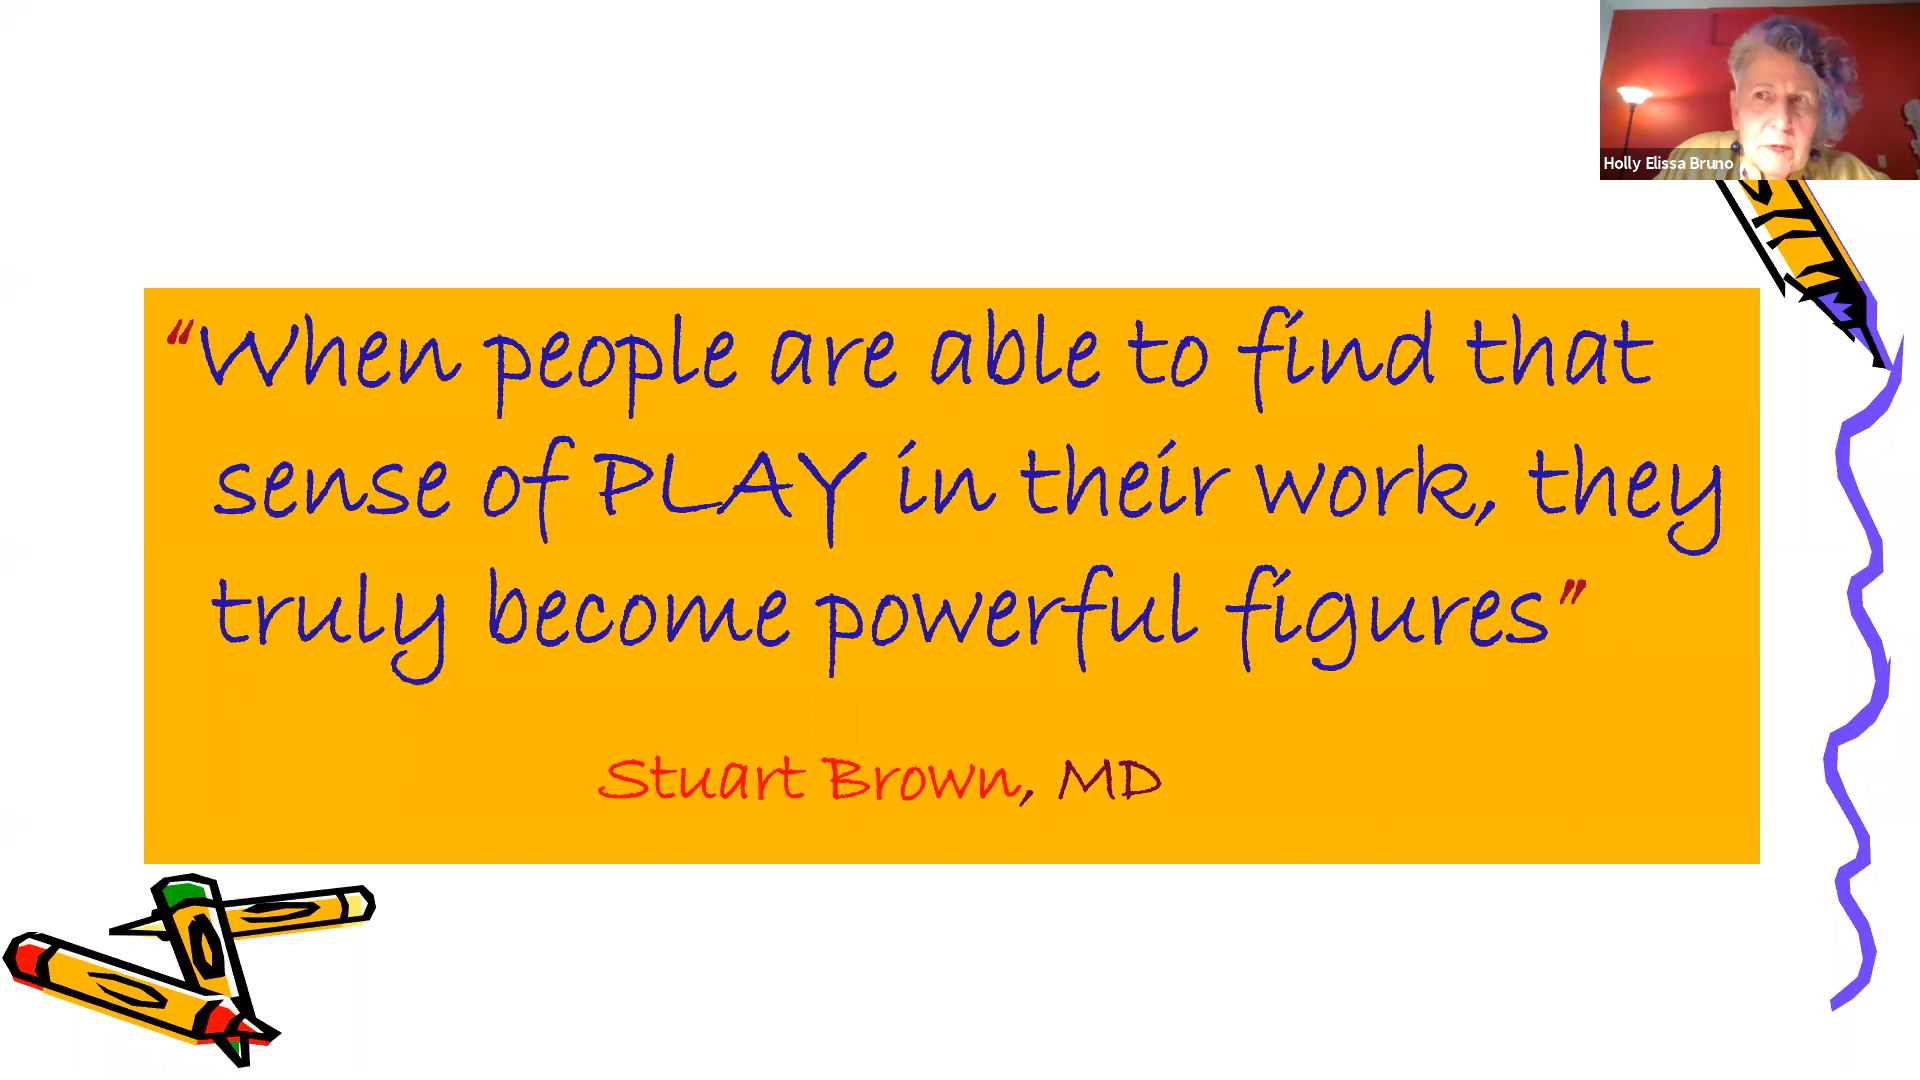 Holly Elissa Bruno
“When people are able to find that
sense of PLAY in their work, they
truly become powerful figures”
Stuart Brown, MD